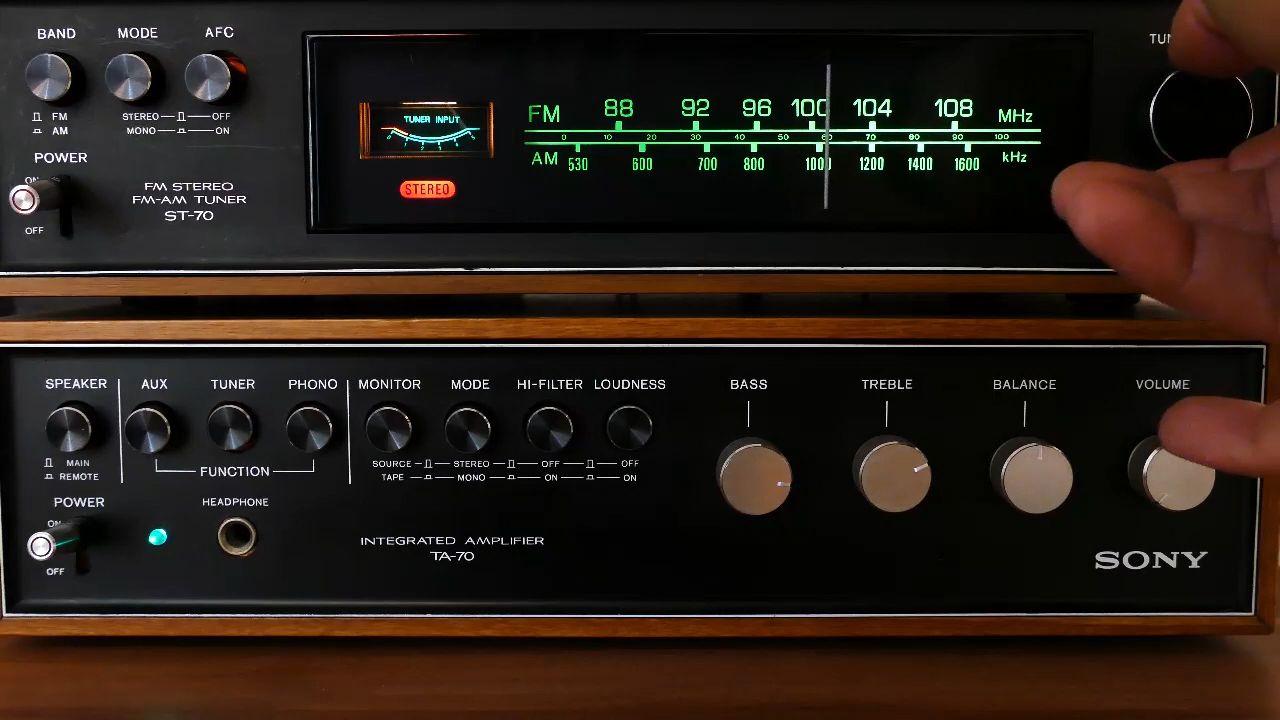 BAND MODE AFC
FM STEREO OFF
AM MONO ON
POWER
ON
OFF
FM STEREO
FM-AM TUNER
ST-70
TUNER INPUT
STEREO
FM 88 92 96 100 104 108 MHz
0 10 20 30 40 50 60 70 80 90 100
AM 530 600 700 800 1000 1200 1400 1600 kHz
SPEAKER AUX TUNER PHONO MONITOR MODE HI-FILTER LOUDNESS BASS TREBLE BALANCE VOLUME
MAIN SOURCE STEREO OFF OFF
REMOTE FUNCTION TAPE MONO ON ON
POWER HEADPHONE
ON
OFF
INTEGRATED AMPLIFIER
TA-70
SONY